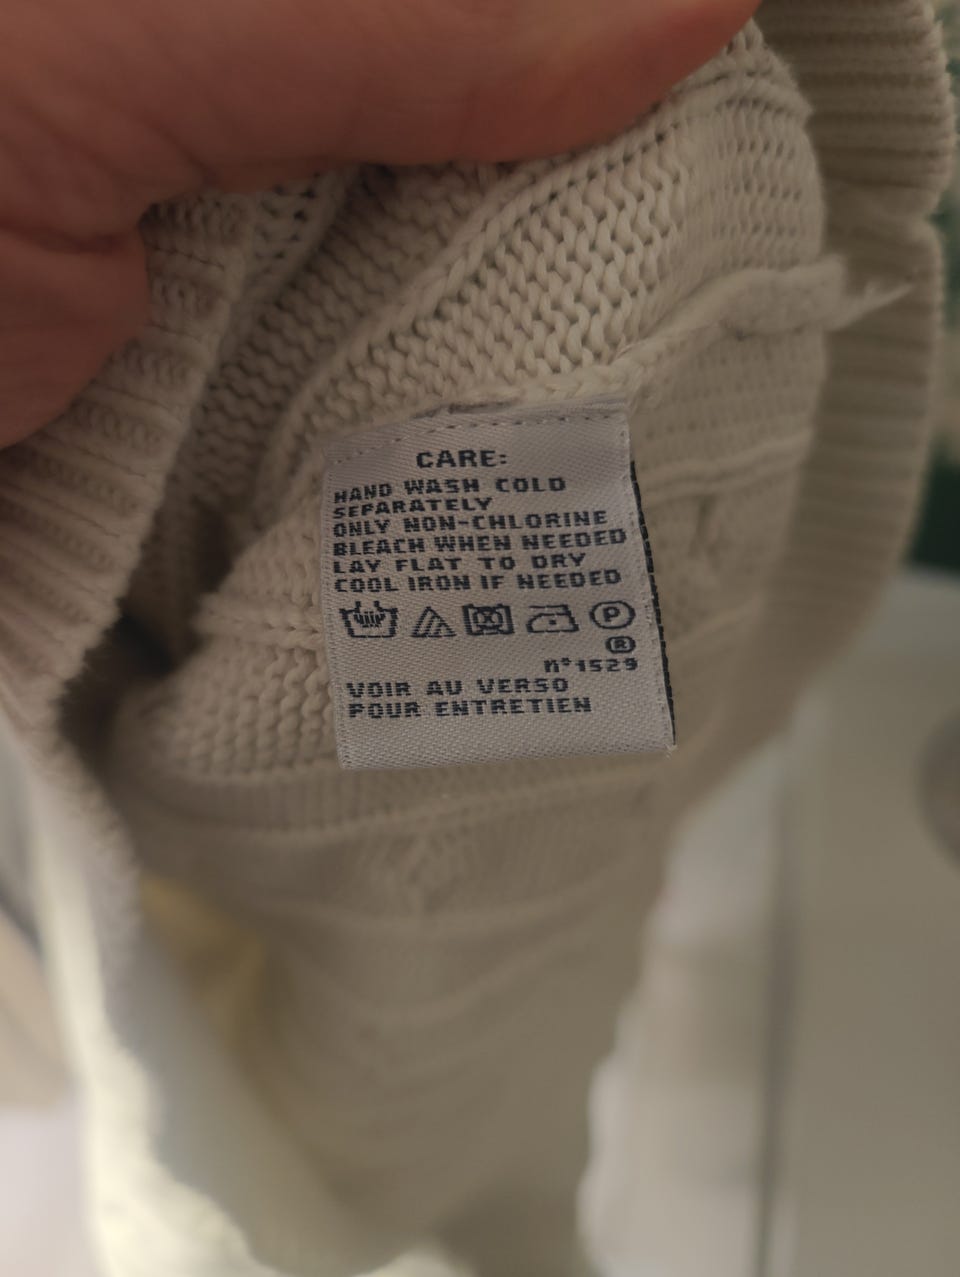 CARE:
HAND WASH COLD
SEPARATELY
ONLY NON-CHLORINE
BLEACH WHEN NEEDED
LAY FLAT TO DRY
COOL IRON IF NEEDED
P
®
n°1529
VOIR AU VERSO
POUR ENTRETIEN